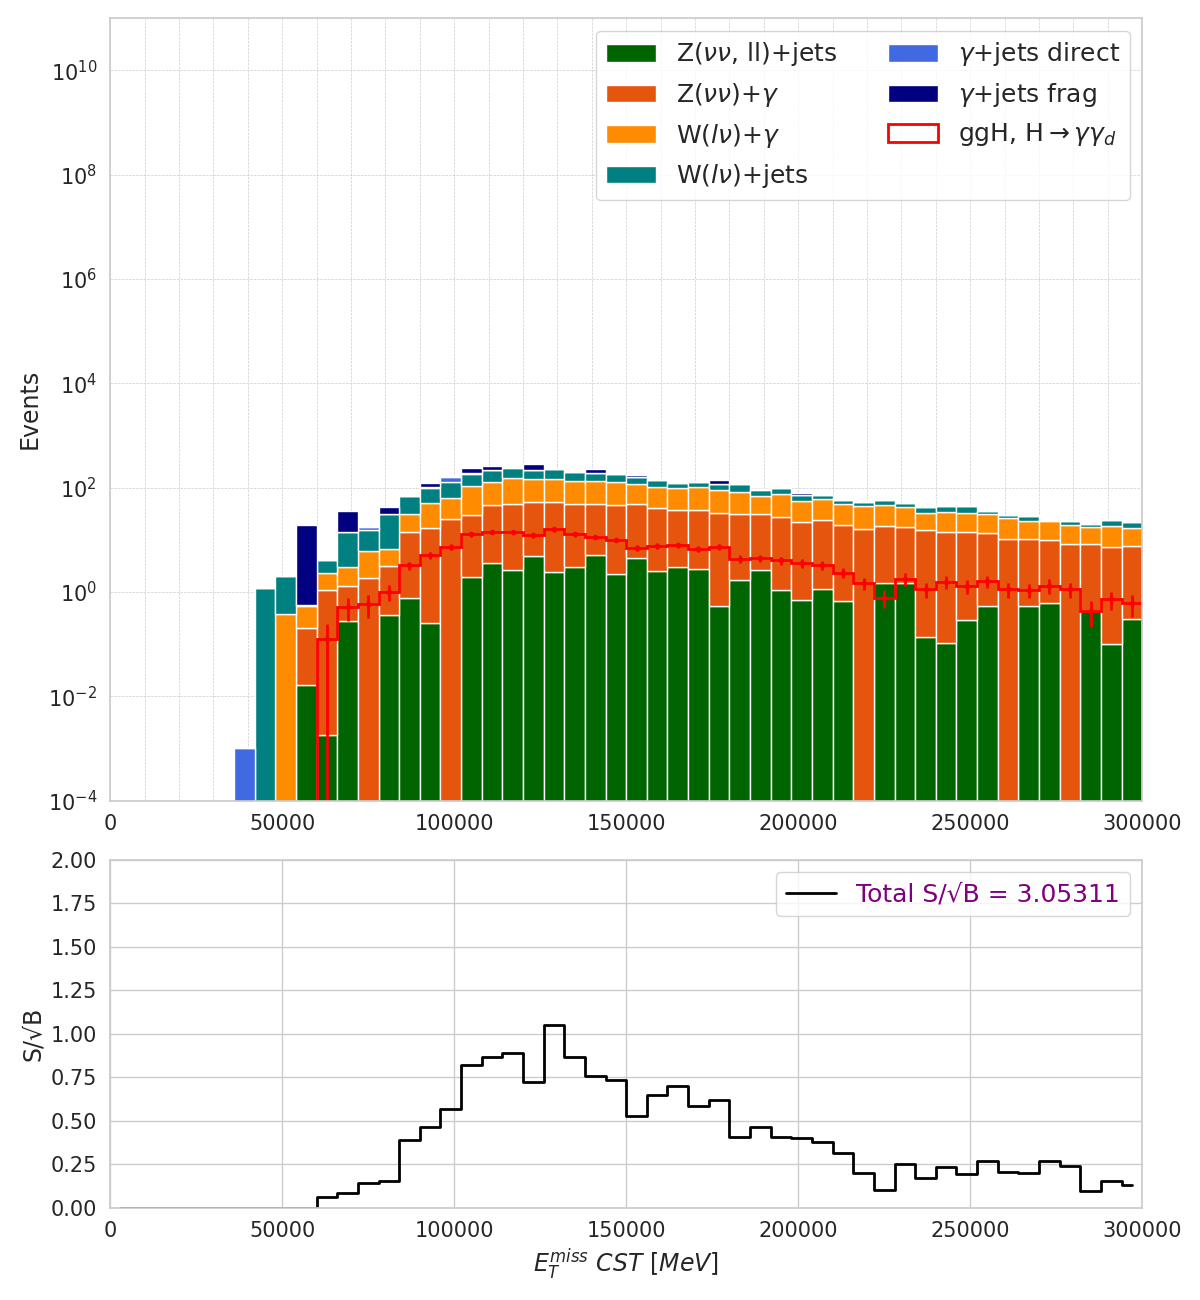 Z(νν, ll)+jets
Z(νν)+γ
W(lν)+γ
W(lν)+jets
γ+jets direct
γ+jets frag
ggH, H→γγ_d
Events
10^10
10^8
10^6
10^4
10^2
10^0
10^−2
10^−4
0 50000 100000 150000 200000 250000 300000
Total S/√B = 3.05311
S/√B
2.00
1.75
1.50
1.25
1.00
0.75
0.50
0.25
0.00
0 50000 100000 150000 200000 250000 300000
E_T^miss CST [MeV]